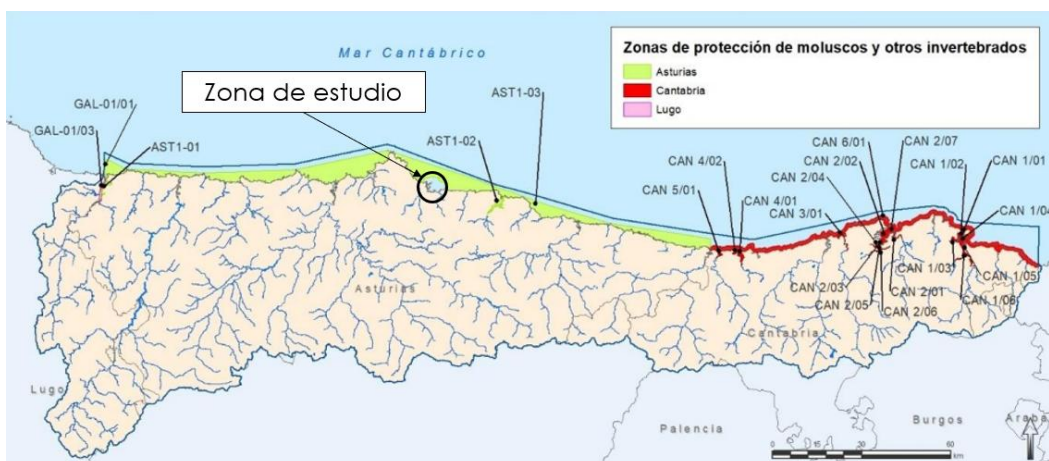 Mar Cantábrico
Zonas de protección de moluscos y otros invertebrados
Asturias
Cantabria
Lugo
Zona de estudio
GAL-01/01
GAL-01/03
AST1-01
AST1-02
AST1-03
CAN 6/01
CAN 2/07
CAN 4/02
CAN 2/02
CAN 1/02
CAN 1/01
CAN 2/04
CAN 5/01
CAN 4/01
CAN 3/01
CAN 1/04
CAN 2/03
CAN 1/03
CAN 1/05
CAN 2/05
CAN 2/01
CAN 1/06
CAN 2/06
Asturias
Cantabria
Lugo
Palencia
Burgos
Araba
0 15 30 60
km